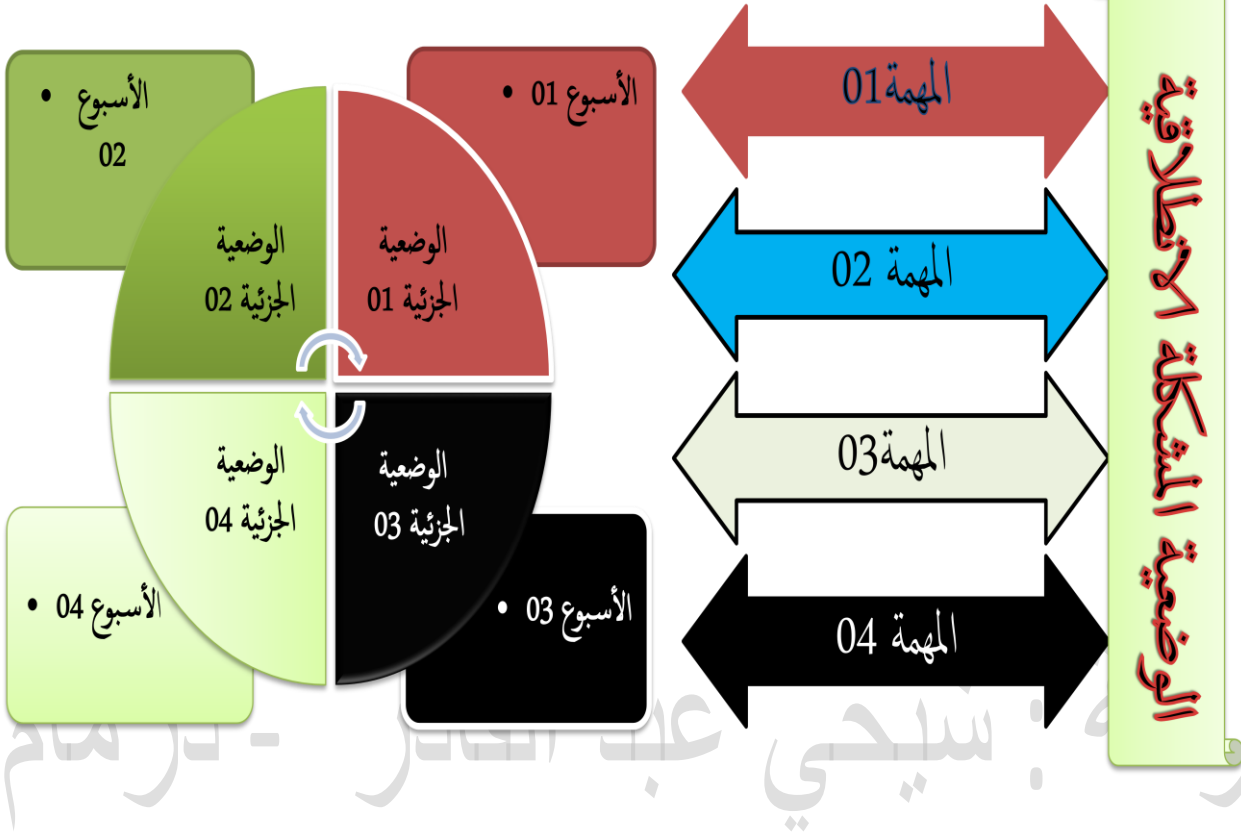 الوضعية المشكلة الانطلاقية
المهمة01
المهمة 02
المهمة03
المهمة 04
• الأسبوع 01
الوضعية
الجزئية 01
• الأسبوع
02
الوضعية
الجزئية 02
الوضعية
الجزئية 03
• الأسبوع 03
الوضعية
الجزئية 04
• الأسبوع 04
: شيحي عبد القادر -